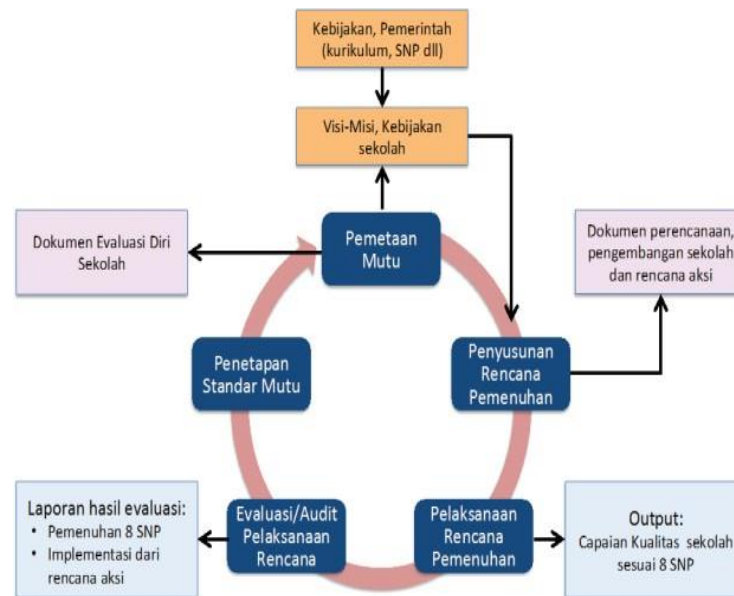 Kebijakan, Pemerintah
(kurikulum, SNP dll)
Visi-Misi, Kebijakan
sekolah
Dokumen Evaluasi Diri
Sekolah
Pemetaan
Mutu
Dokumen perencanaan,
pengembangan sekolah
dan rencana aksi
Penetapan
Standar Mutu
Penyusunan
Rencana
Pemenuhan
Laporan hasil evaluasi:
• Pemenuhan 8 SNP
• Implementasi dari
rencana aksi
Evaluasi/Audit
Pelaksanaan
Rencana
Pelaksanaan
Rencana
Pemenuhan
Output:
Capaian Kualitas sekolah
sesuai 8 SNP